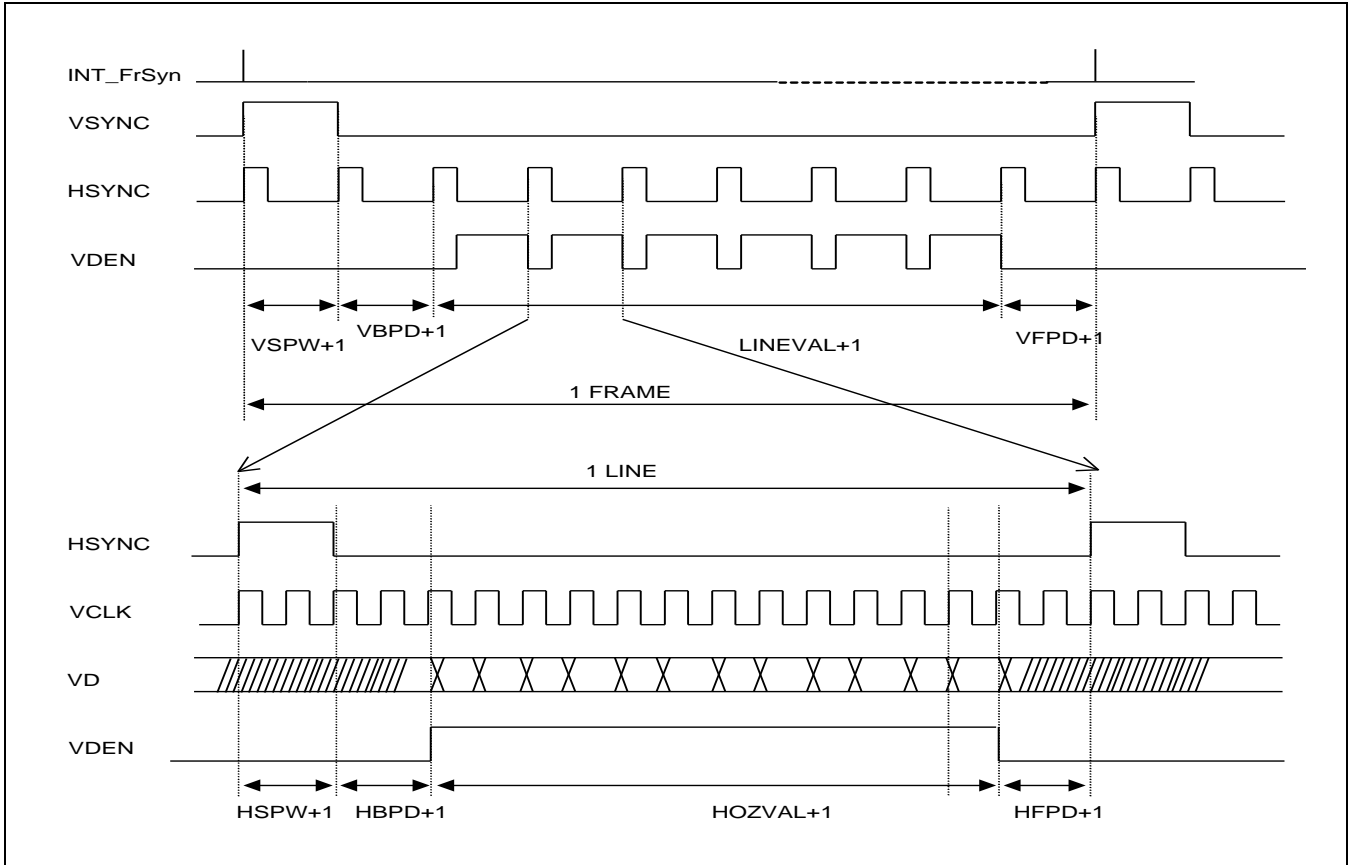 INT_FrSyn
VSYNC
HSYNC
VDEN
VSPW+1
VBPD+1
LINEVAL+1
VFPD+1
1 FRAME
1 LINE
HSYNC
VCLK
VD
VDEN
HSPW+1
HBPD+1
HOZVAL+1
HFPD+1